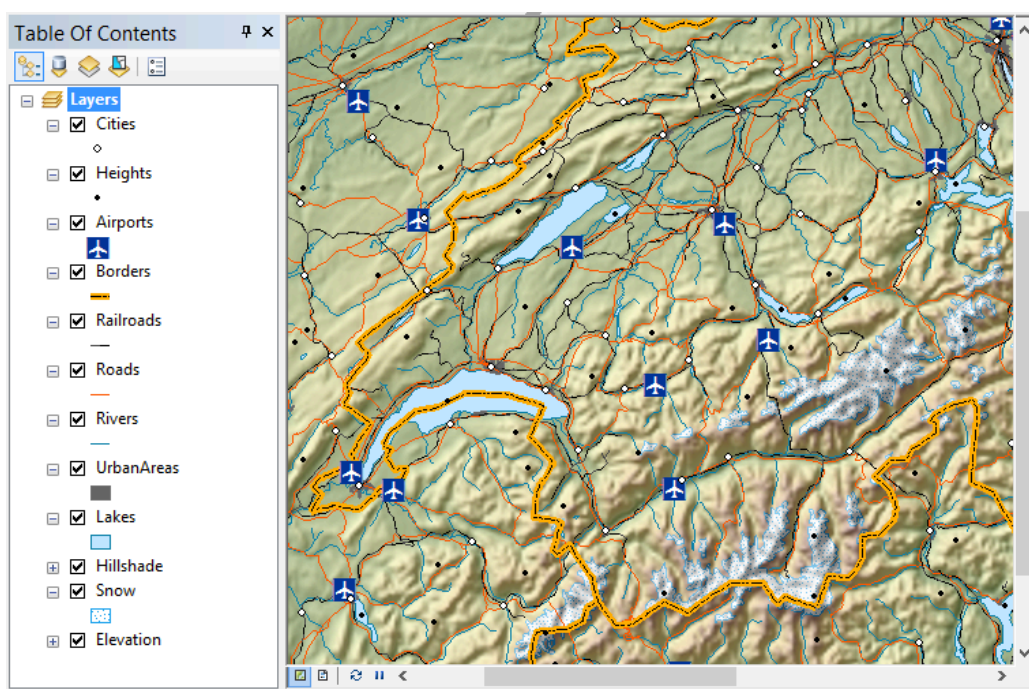 Table Of Contents
Layers
Cities
Heights
Airports
Borders
Railroads
Roads
Rivers
UrbanAreas
Lakes
Hillshade
Snow
Elevation